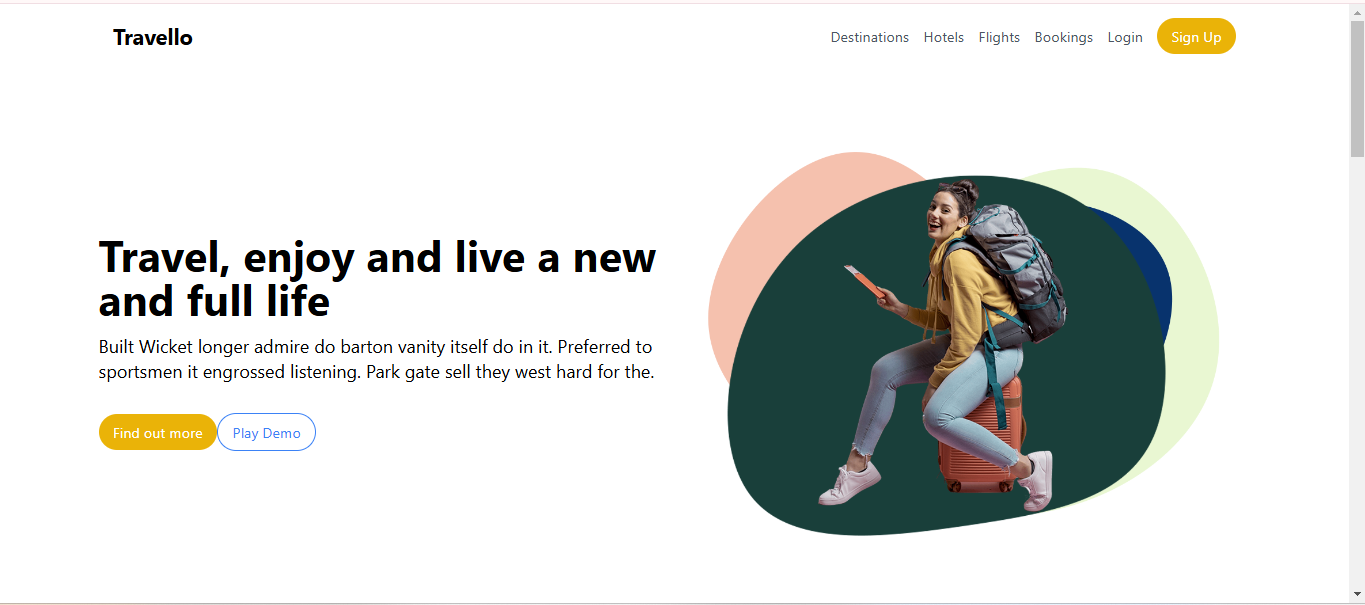 Travello
Destinations Hotels Flights Bookings Login Sign Up
Travel, enjoy and live a new
and full life
Built Wicket longer admire do barton vanity itself do in it. Preferred to
sportsmen it engrossed listening. Park gate sell they west hard for the.
Find out more Play Demo